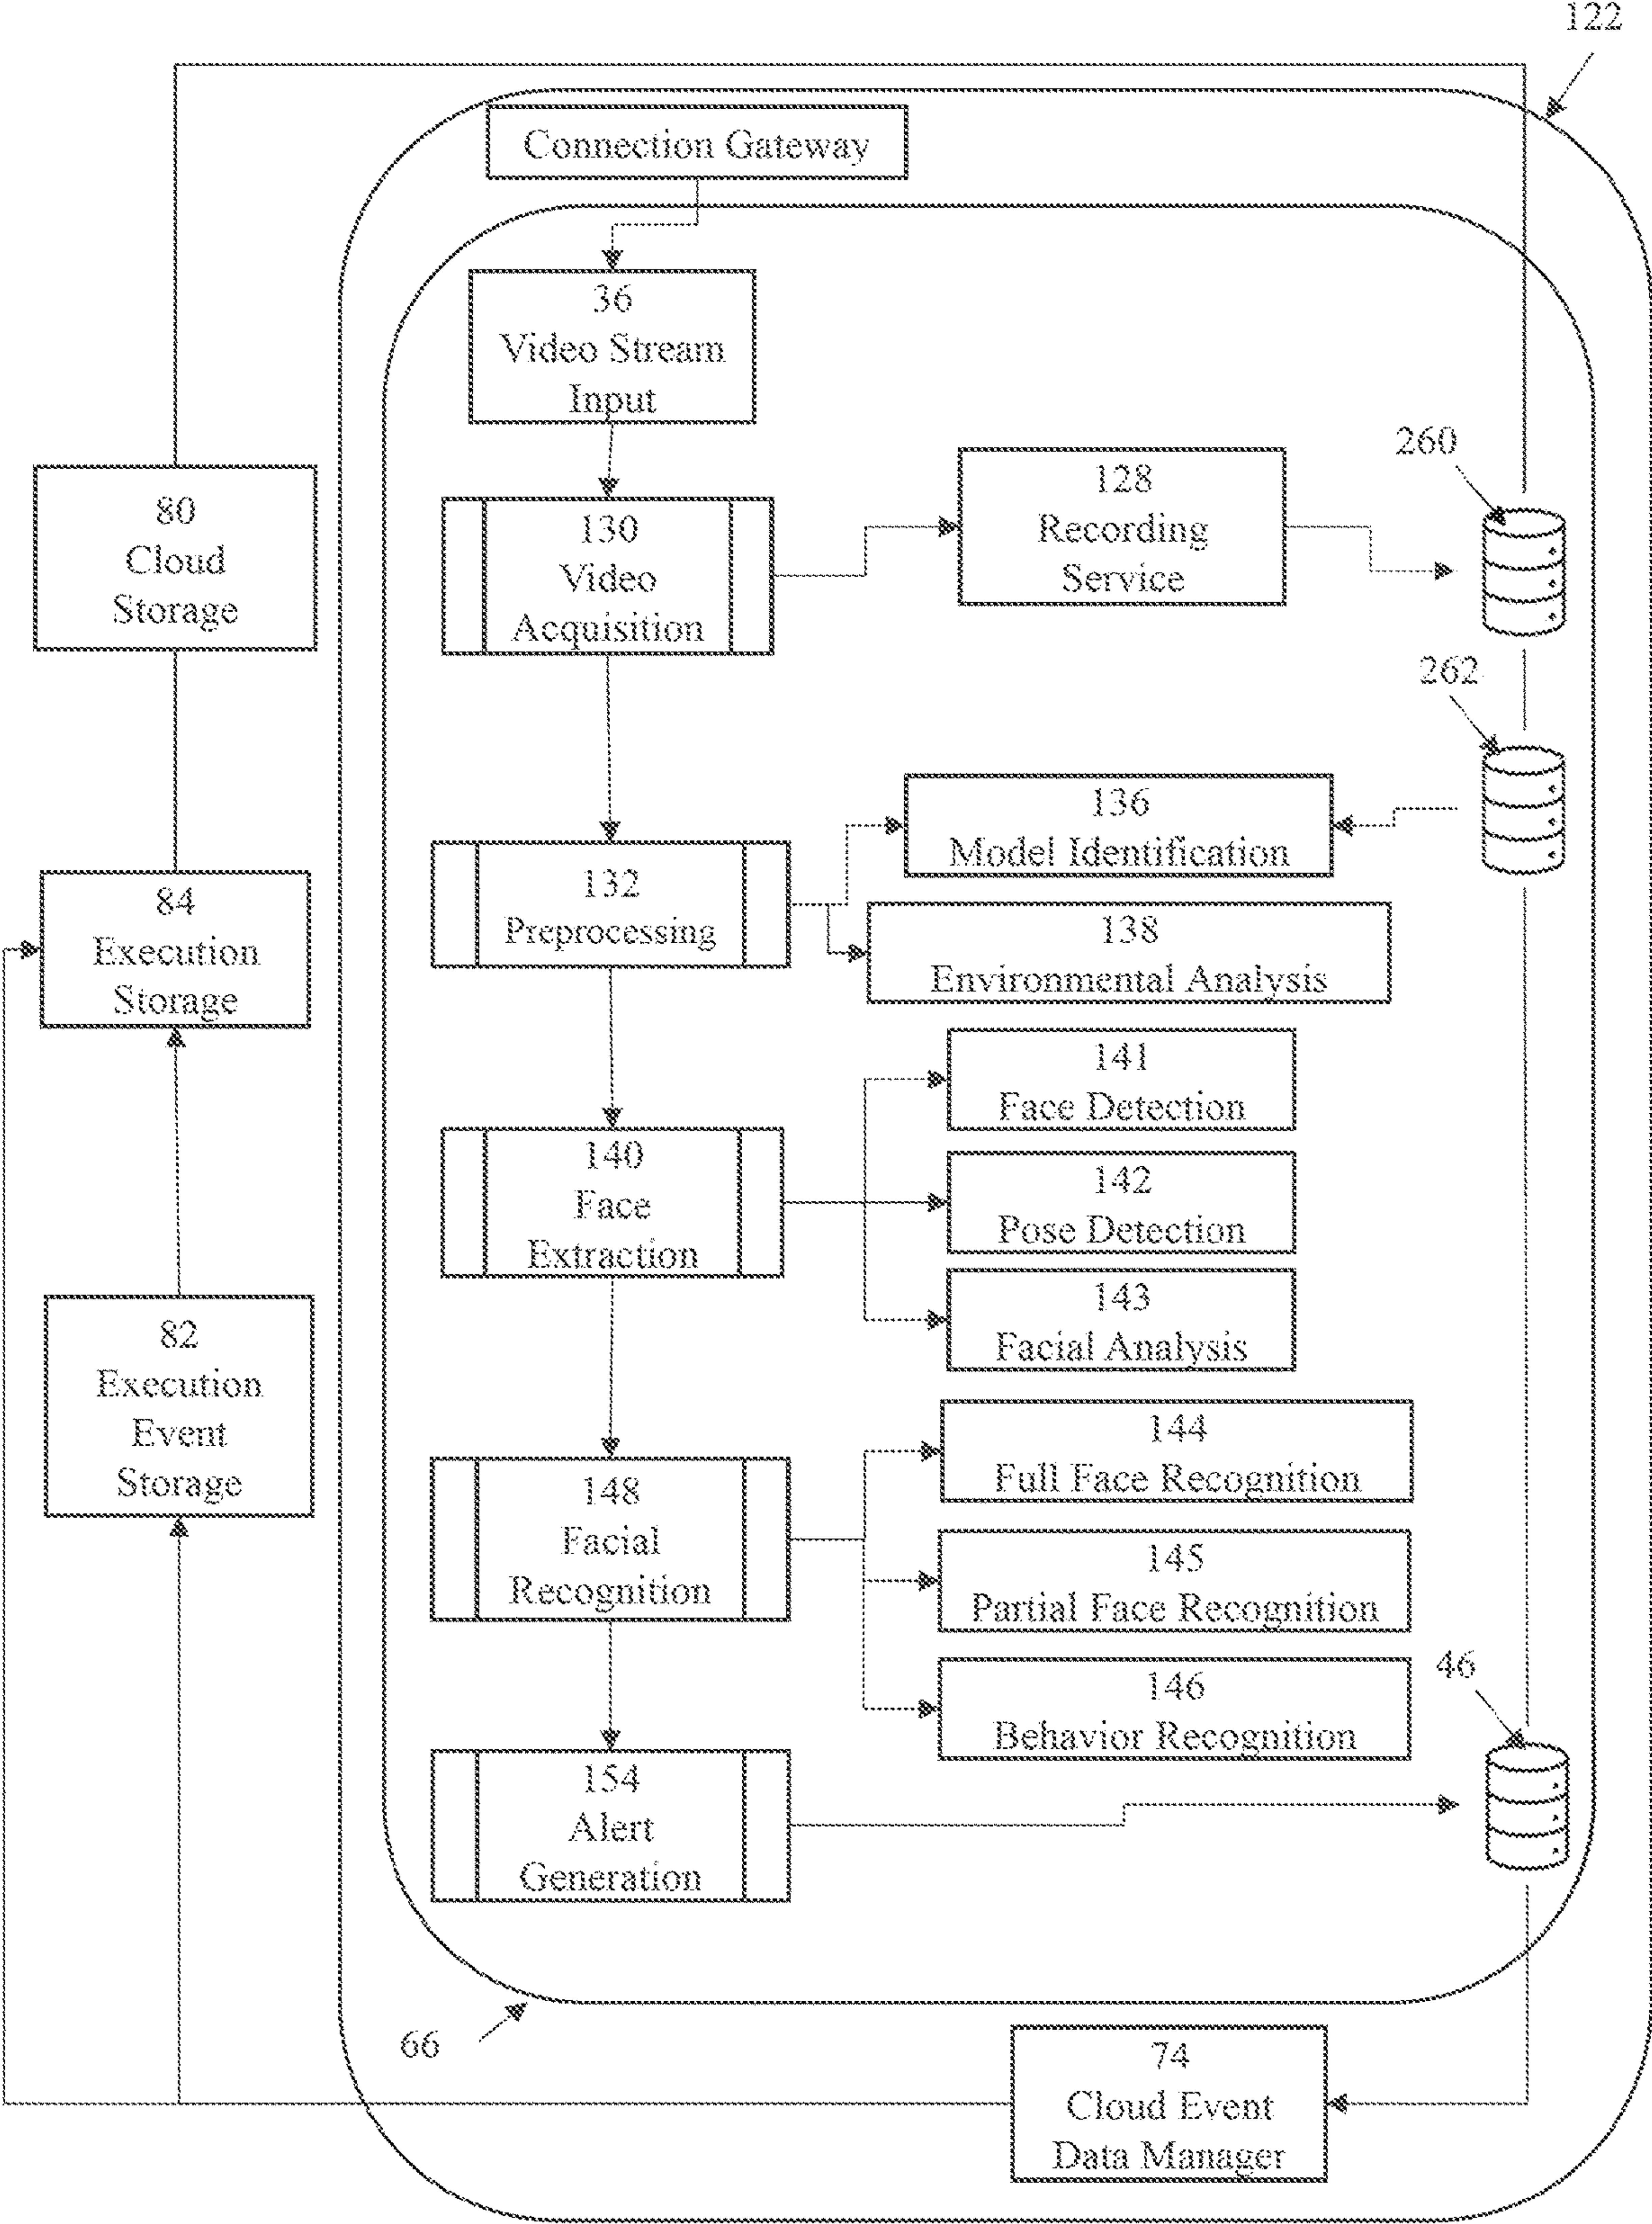 122
Connection Gateway
36
Video Stream
Input
260
128
Recording
Service
80
Cloud
Storage
130
Video
Acquisition
262
136
Model Identification
84
Execution
Storage
132
Preprocessing
138
Environmental Analysis
141
Face Detection
140
Face
Extraction
142
Pose Detection
143
Facial Analysis
82
Execution
Event
Storage
144
Full Face Recognition
148
Facial
Recognition
145
Partial Face Recognition
46
146
Behavior Recognition
154
Alert
Generation
66
74
Cloud Event
Data Manager